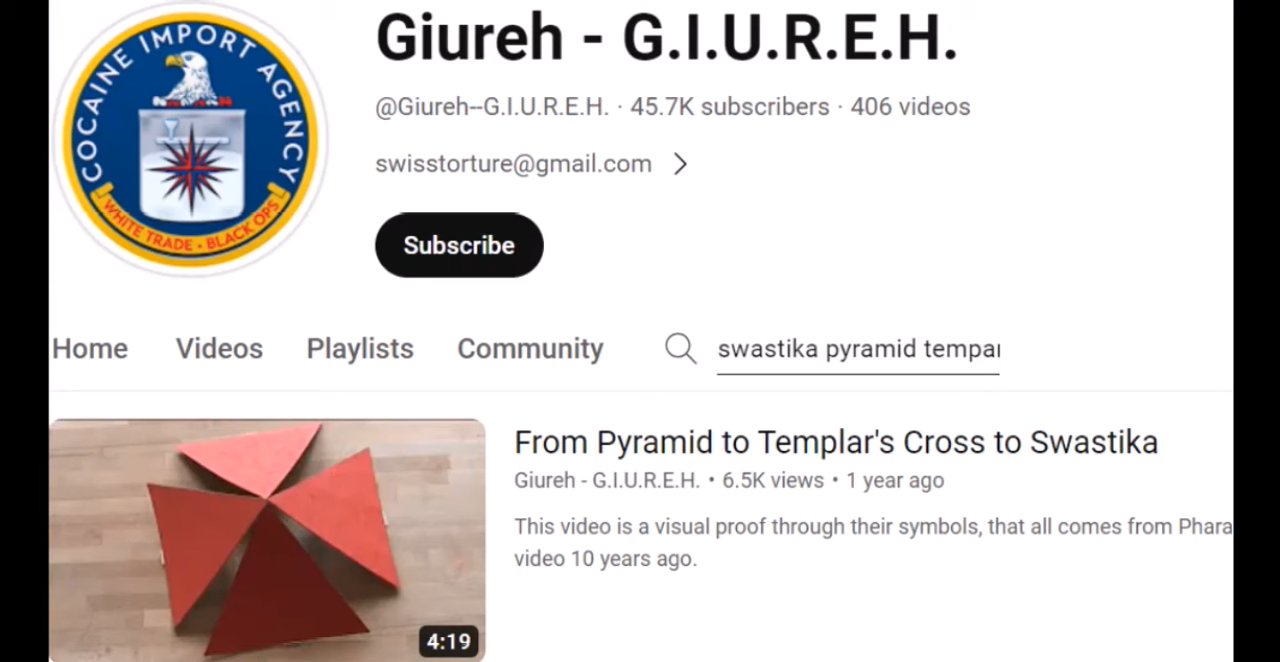 COCAINE IMPORT AGENCY
WHITE TRADE • BLACK OPS
Giureh - G.I.U.R.E.H.
@Giureh--G.I.U.R.E.H. · 45.7K subscribers · 406 videos
swisstorture@gmail.com
Subscribe
Home Videos Playlists Community swastika pyramid tempar
From Pyramid to Templar's Cross to Swastika
Giureh - G.I.U.R.E.H. • 6.5K views • 1 year ago
This video is a visual proof through their symbols, that all comes from Phara
video 10 years ago.
4:19